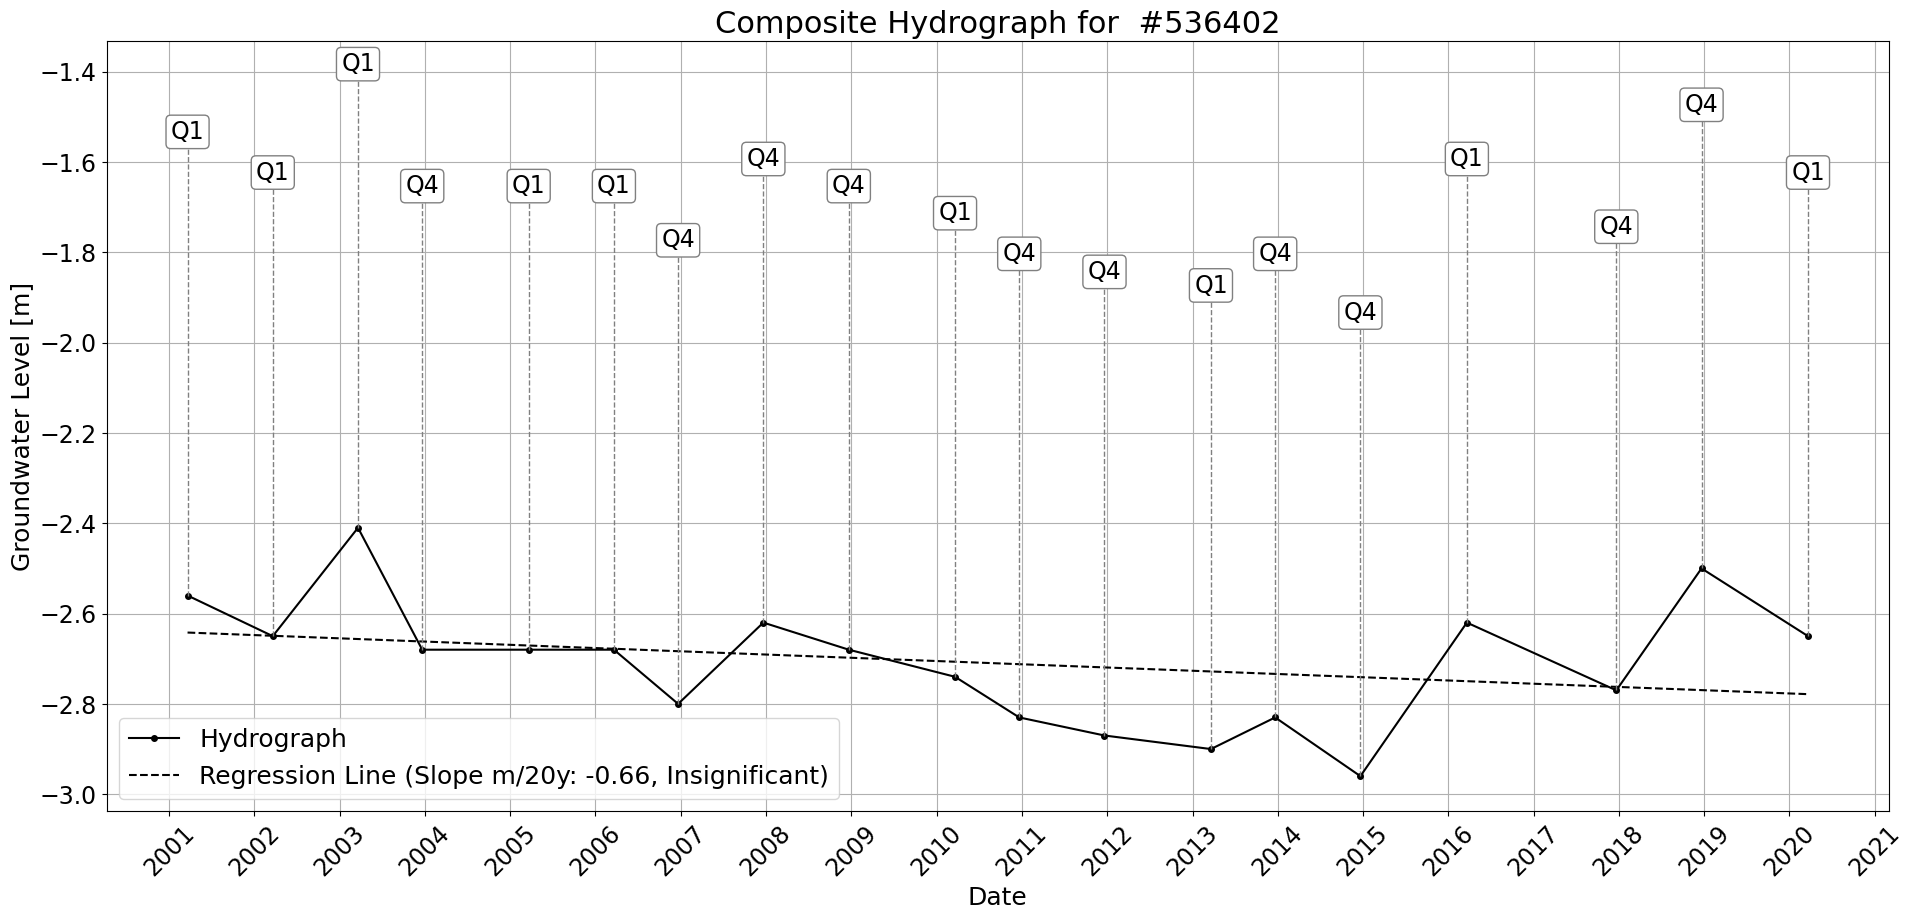 Composite Hydrograph for  #536402
Groundwater Level [m]
−1.4
−1.6
−1.8
−2.0
−2.2
−2.4
−2.6
−2.8
−3.0
Q1
Q1
Q1
Q4
Q1
Q1
Q4
Q4
Q4
Q1
Q4
Q4
Q1
Q4
Q4
Q1
Q4
Q4
Q1
Hydrograph
Regression Line (Slope m/20y: -0.66, Insignificant)
2001
2002
2003
2004
2005
2006
2007
2008
2009
2010
2011
2012
2013
2014
2015
2016
2017
2018
2019
2020
2021
Date